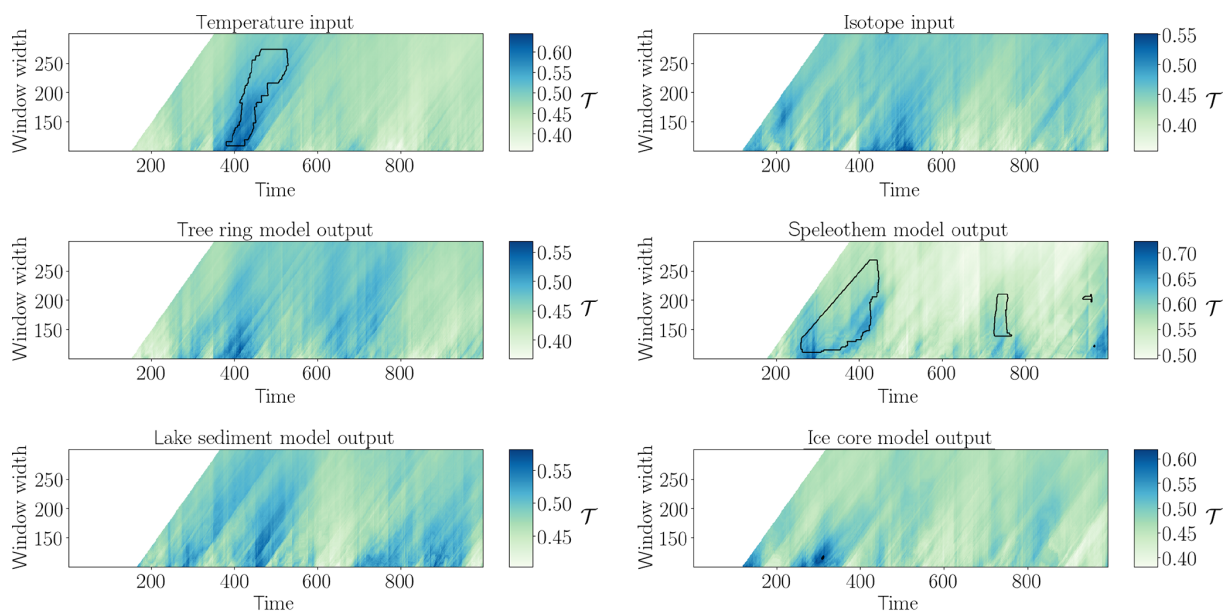 Temperature input
Window width
250
200
150
200
400
600
800
Time
0.60
0.55
0.50
0.45
0.40
𝒯
Isotope input
Window width
250
200
150
200
400
600
800
Time
0.55
0.50
0.45
0.40
𝒯
Tree ring model output
Window width
250
200
150
200
400
600
800
Time
0.55
0.50
0.45
0.40
𝒯
Speleothem model output
Window width
250
200
150
200
400
600
800
Time
0.70
0.65
0.60
0.55
0.50
𝒯
Lake sediment model output
Window width
250
200
150
200
400
600
800
Time
0.55
0.50
0.45
𝒯
Ice core model output
Window width
250
200
150
200
400
600
800
Time
0.60
0.55
0.50
0.45
0.40
𝒯